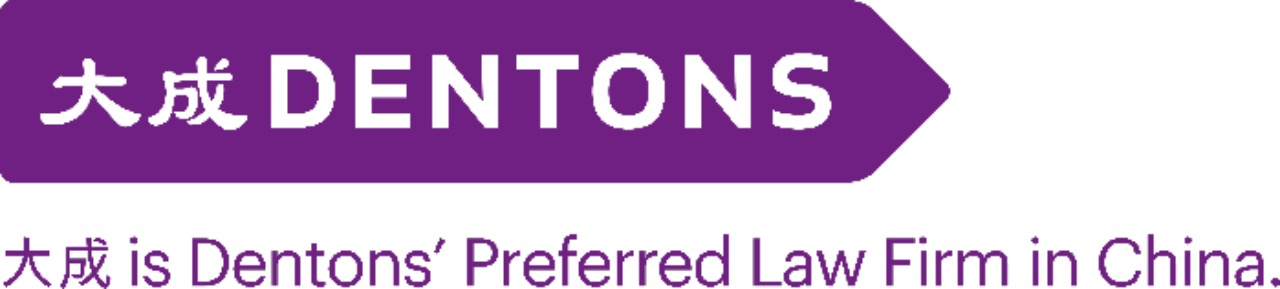 大成 DENTONS
大成 is Dentons’ Preferred Law Firm in China.